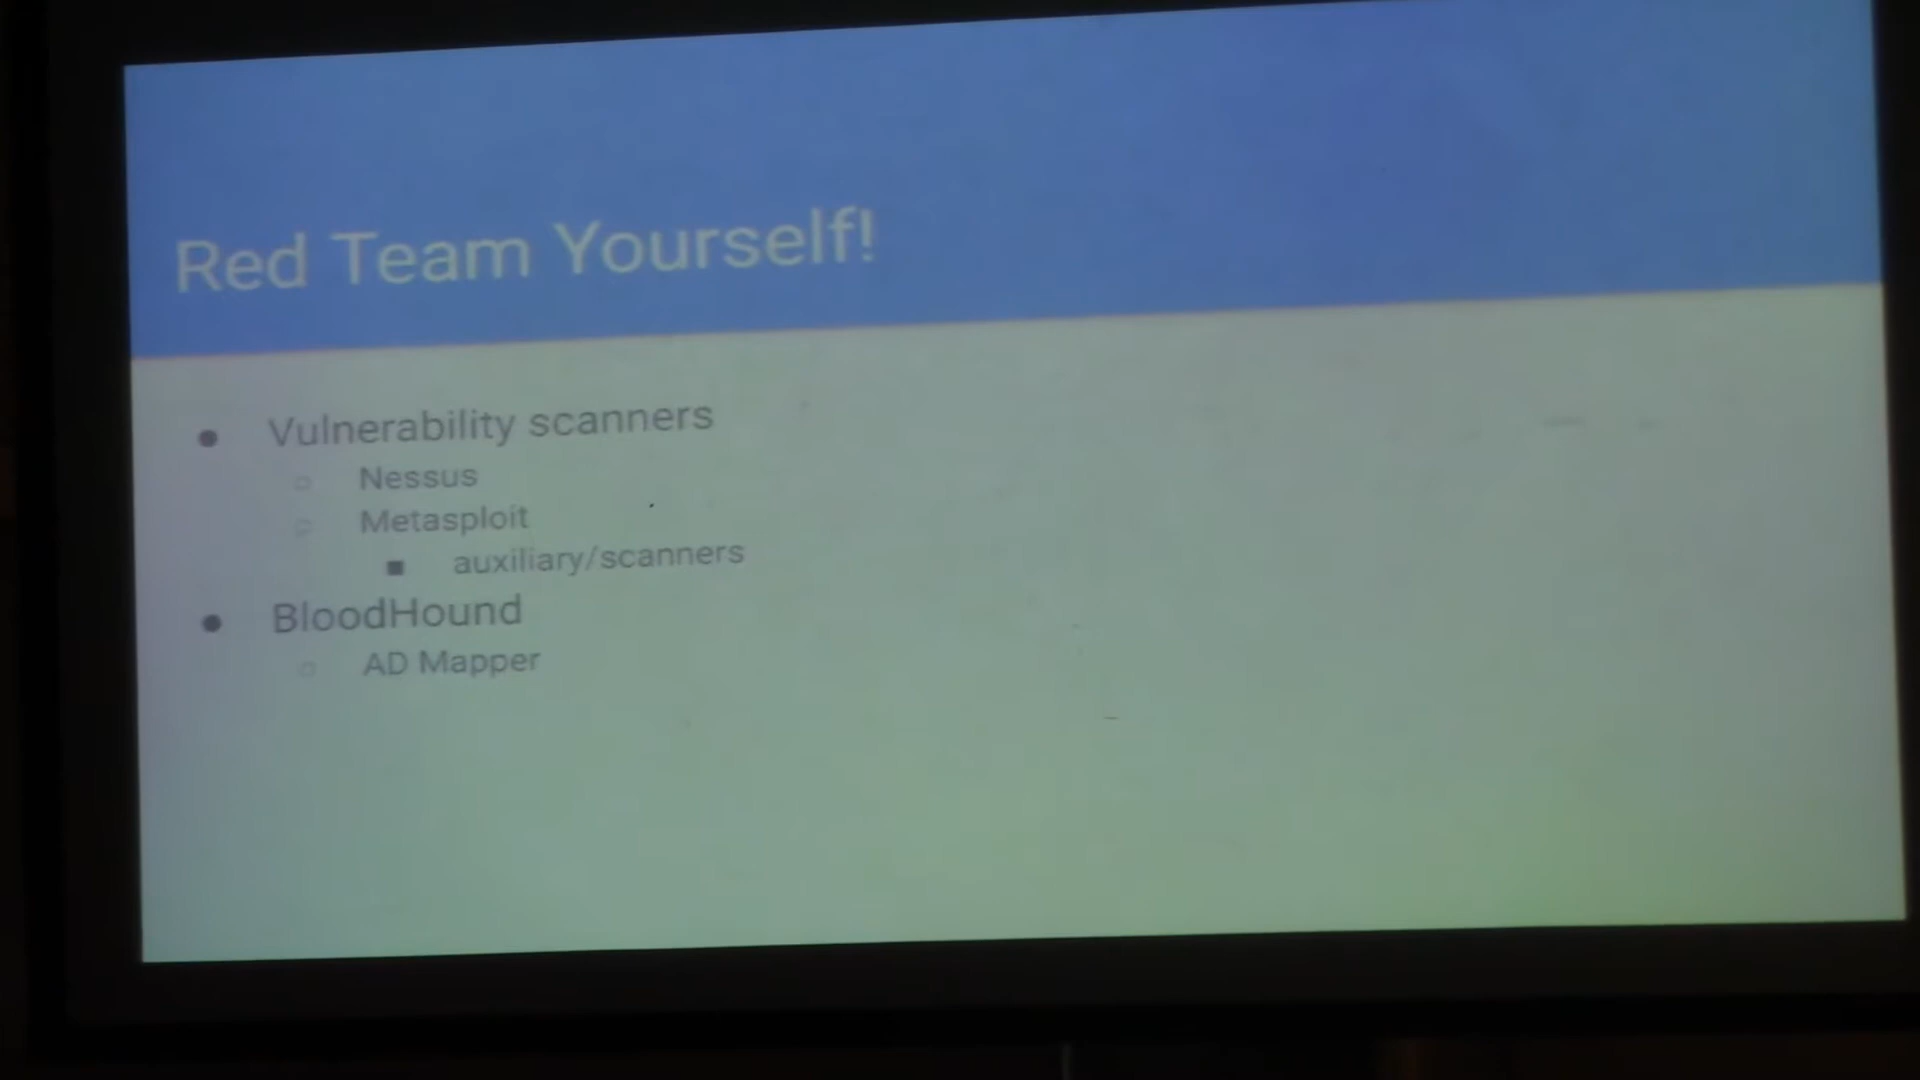 Red Team Yourself!
Vulnerability scanners
Nessus
Metasploit
auxiliary/scanners
BloodHound
AD Mapper